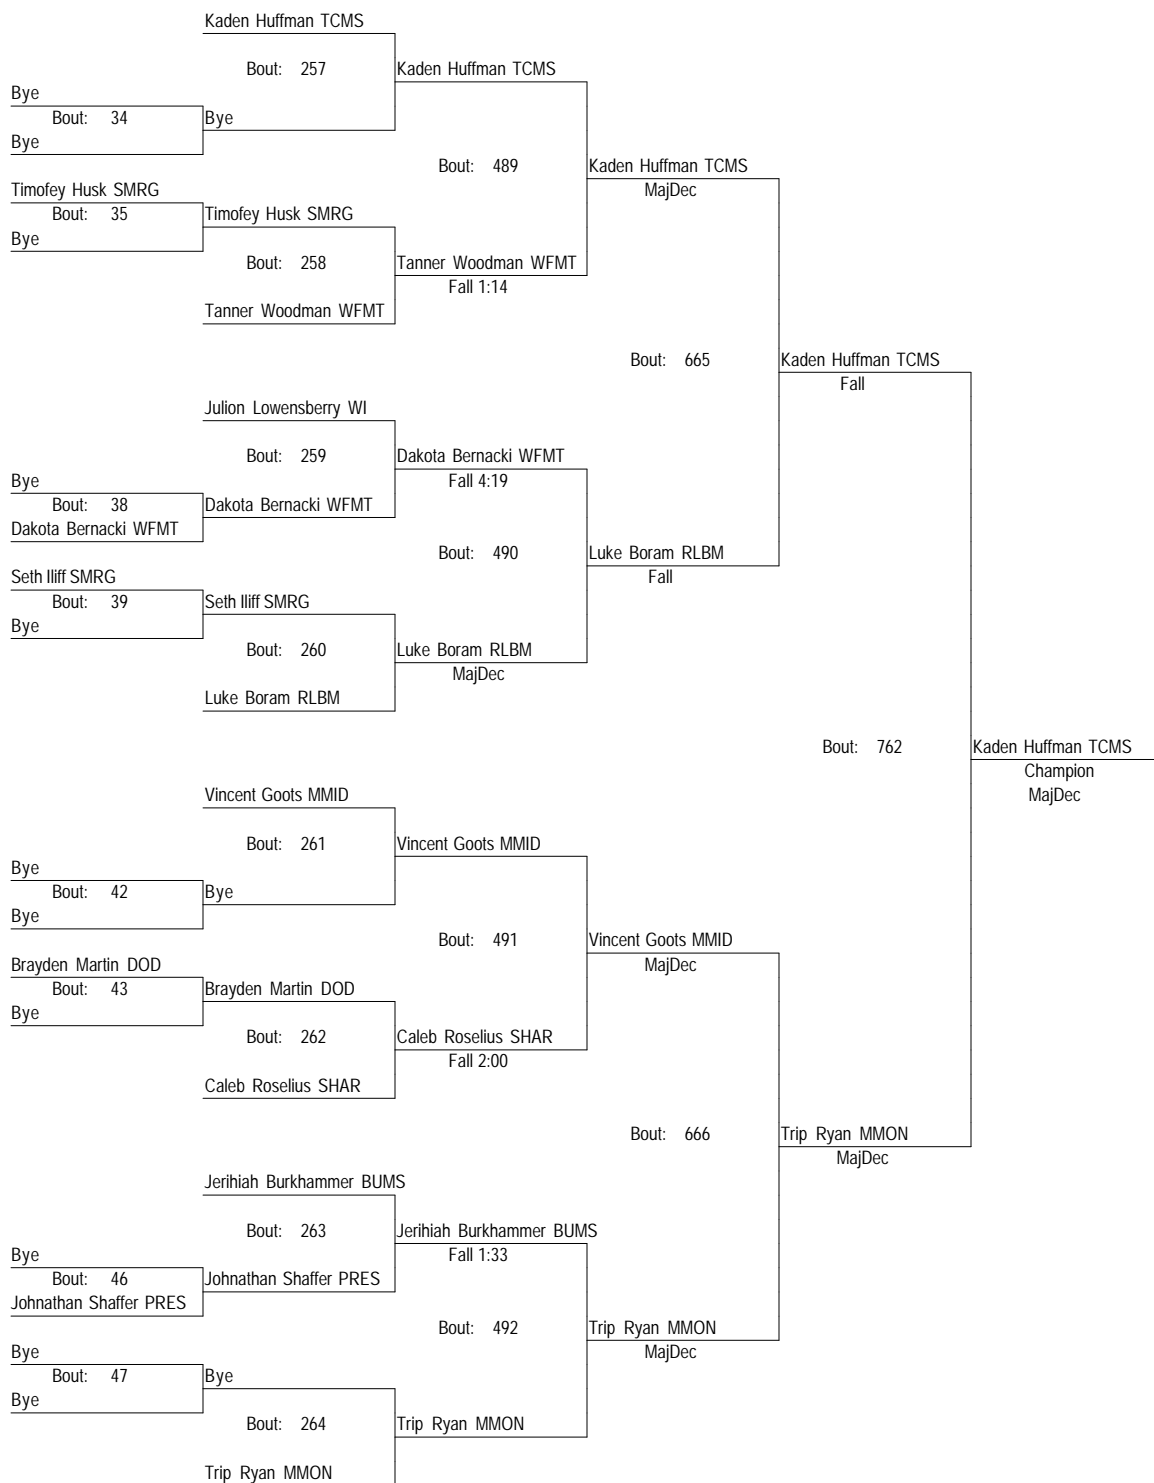 Kaden Huffman TCMS
Bout: 257
Kaden Huffman TCMS
Bye
Bout: 34
Bye
Bye
Bout: 489
Kaden Huffman TCMS
MajDec
Timofey Husk SMRG
Bout: 35
Timofey Husk SMRG
Bye
Bout: 258
Tanner Woodman WFMT
Fall 1:14
Tanner Woodman WFMT
Bout: 665
Kaden Huffman TCMS
Fall
Julion Lowensberry WI
Bout: 259
Dakota Bernacki WFMT
Fall 4:19
Bye
Bout: 38
Dakota Bernacki WFMT
Dakota Bernacki WFMT
Bout: 490
Luke Boram RLBM
Fall
Seth Iliff SMRG
Bout: 39
Seth Iliff SMRG
Bye
Bout: 260
Luke Boram RLBM
MajDec
Luke Boram RLBM
Bout: 762
Kaden Huffman TCMS
Champion
MajDec
Vincent Goots MMID
Bout: 261
Vincent Goots MMID
Bye
Bout: 42
Bye
Bye
Bout: 491
Vincent Goots MMID
MajDec
Brayden Martin DOD
Bout: 43
Brayden Martin DOD
Bye
Bout: 262
Caleb Roselius SHAR
Fall 2:00
Caleb Roselius SHAR
Bout: 666
Trip Ryan MMON
MajDec
Jerihiah Burkhammer BUMS
Bout: 263
Jerihiah Burkhammer BUMS
Fall 1:33
Bye
Bout: 46
Johnathan Shaffer PRES
Johnathan Shaffer PRES
Bout: 492
Trip Ryan MMON
MajDec
Bye
Bout: 47
Bye
Bye
Bout: 264
Trip Ryan MMON
Trip Ryan MMON